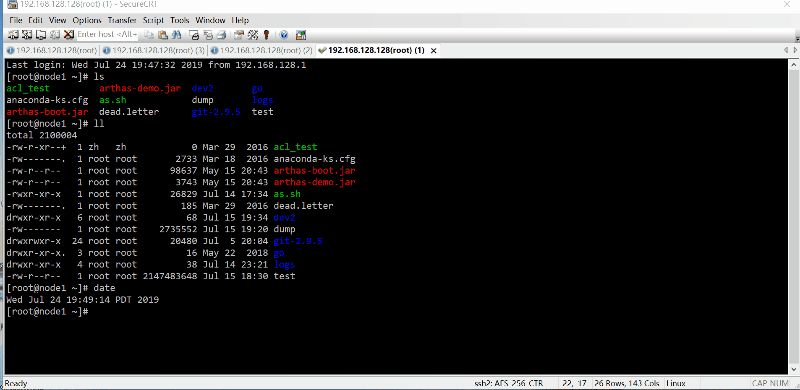 192.168.128.128(root) (1) - SecureCRT
File Edit View Options Transfer Script Tools Window Help
Enter host <Alt+
192.168.128.128(root) 192.168.128.128(root) (3) 192.168.128.128(root) (2) 192.168.128.128(root) (1)
Last login: Wed Jul 24 19:47:32 2019 from 192.168.128.1
[root@node1 ~]# ls
acl_test arthas-demo.jar dev2 gp
anaconda-ks.cfg as.sh dump logs
arthas-boot.jar dead.letter git-2.9.5 test
[root@node1 ~]# ll
total 2100004
-rw-r-xr--+ 1 zh zh 0 Mar 29 2016 acl_test
-rw-------. 1 root root 2733 Mar 18 2016 anaconda-ks.cfg
-rw-r--r-- 1 root root 98637 May 15 20:43 arthas-boot.jar
-rw-r--r-- 1 root root 3743 May 15 20:43 arthas-demo.jar
-rwxr-xr-x 1 root root 26829 Jul 14 17:34 as.sh
-rw-------. 1 root root 185 Mar 29 2016 dead.letter
drwxr-xr-x 6 root root 68 Jul 15 19:34 dev2
-rw------- 1 root root 2735552 Jul 15 19:20 dump
drwxrwxr-x 24 root root 20480 Jul 5 20:04 git-2.9.5
drwxr-xr-x. 3 root root 16 May 22 2018 gp
drwxr-xr-x 4 root root 38 Jul 14 23:21 logs
-rw-r--r-- 1 root root 2147483648 Jul 15 18:30 test
[root@node1 ~]# date
Wed Jul 24 19:49:14 PDT 2019
[root@node1 ~]#
Ready ssh2: AES-256-CTR 22, 17 26 Rows, 143 Cols Linux CAP NUM